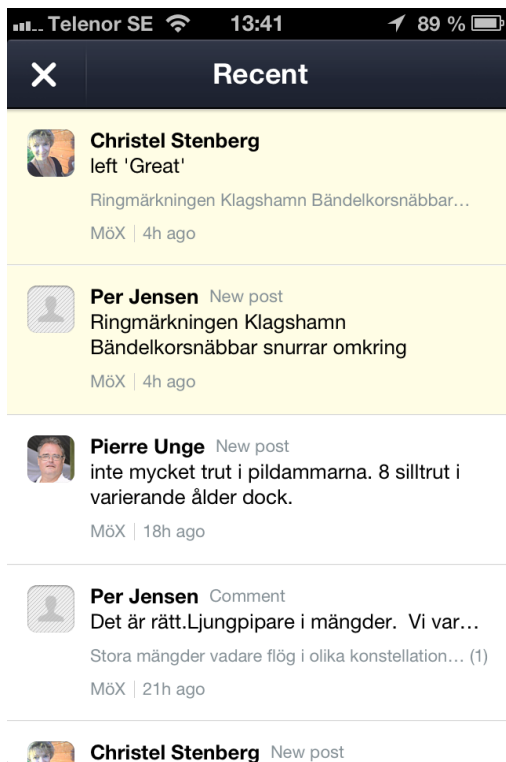 Telenor SE 13:41 89 %
Recent
Christel Stenberg
left 'Great'
Ringmärkningen Klagshamn Bändelkorsnäbbar…
MöX | 4h ago
Per Jensen New post
Ringmärkningen Klagshamn
Bändelkorsnäbbar snurrar omkring
MöX | 4h ago
Pierre Unge New post
inte mycket trut i pildammarna. 8 silltrut i
varierande ålder dock.
MöX | 18h ago
Per Jensen Comment
Det är rätt.Ljungpipare i mängder.  Vi var…
Stora mängder vadare flög i olika konstellation… (1)
MöX | 21h ago
Christel Stenberg New post